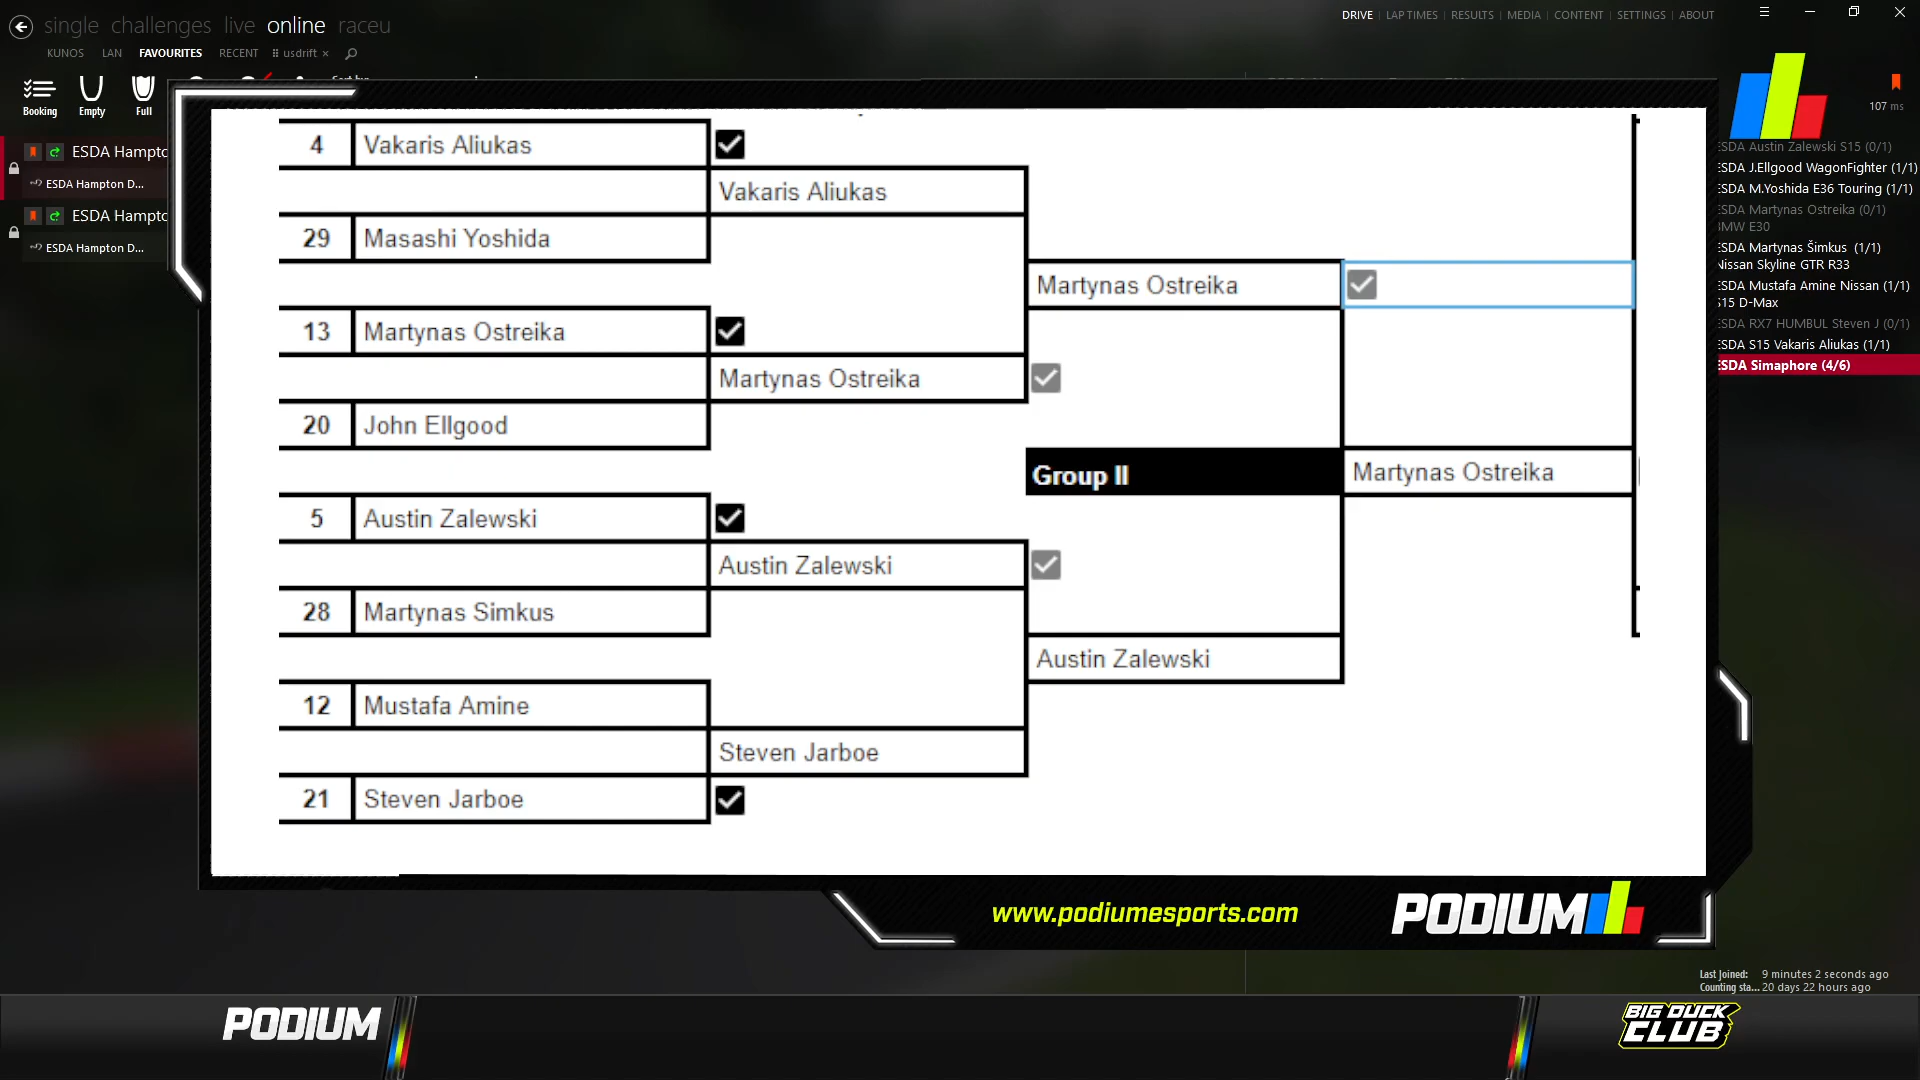 single challenges live online raceu
DRIVE | LAP TIMES | RESULTS | MEDIA | CONTENT | SETTINGS | ABOUT
KUNOS LAN FAVOURITES RECENT usdrift ×
Booking Empty Full
107 ms
ESDA Hampto
ESDA Hampton D...
ESDA Hampto
ESDA Hampton D...
4 Vakaris Aliukas
Vakaris Aliukas
29 Masashi Yoshida
Martynas Ostreika
13 Martynas Ostreika
Martynas Ostreika
20 John Ellgood
Group II
Martynas Ostreika
5 Austin Zalewski
Austin Zalewski
28 Martynas Simkus
Austin Zalewski
12 Mustafa Amine
Steven Jarboe
21 Steven Jarboe
ESDA Austin Zalewski S15 (0/1)
ESDA J.Ellgood WagonFighter (1/1)
ESDA M.Yoshida E36 Touring (1/1)
ESDA Martynas Ostreika (0/1)
BMW E30
ESDA Martynas Šimkus (1/1)
Nissan Skyline GTR R33
ESDA Mustafa Amine Nissan (1/1)
S15 D-Max
ESDA RX7 HUMBUL Steven J (0/1)
ESDA S15 Vakaris Aliukas (1/1)
ESDA Simaphore (4/6)
www.podiumesports.com
PODIUM
Last Joined: 9 minutes 2 seconds ago
Counting sta... 20 days 22 hours ago
PODIUM
BIG DUCK
CLUB